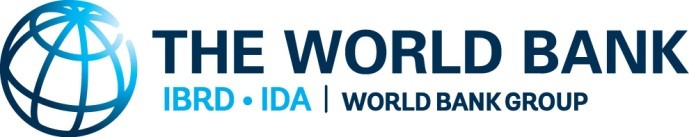 THE WORLD BANK
IBRD • IDA | WORLD BANK GROUP